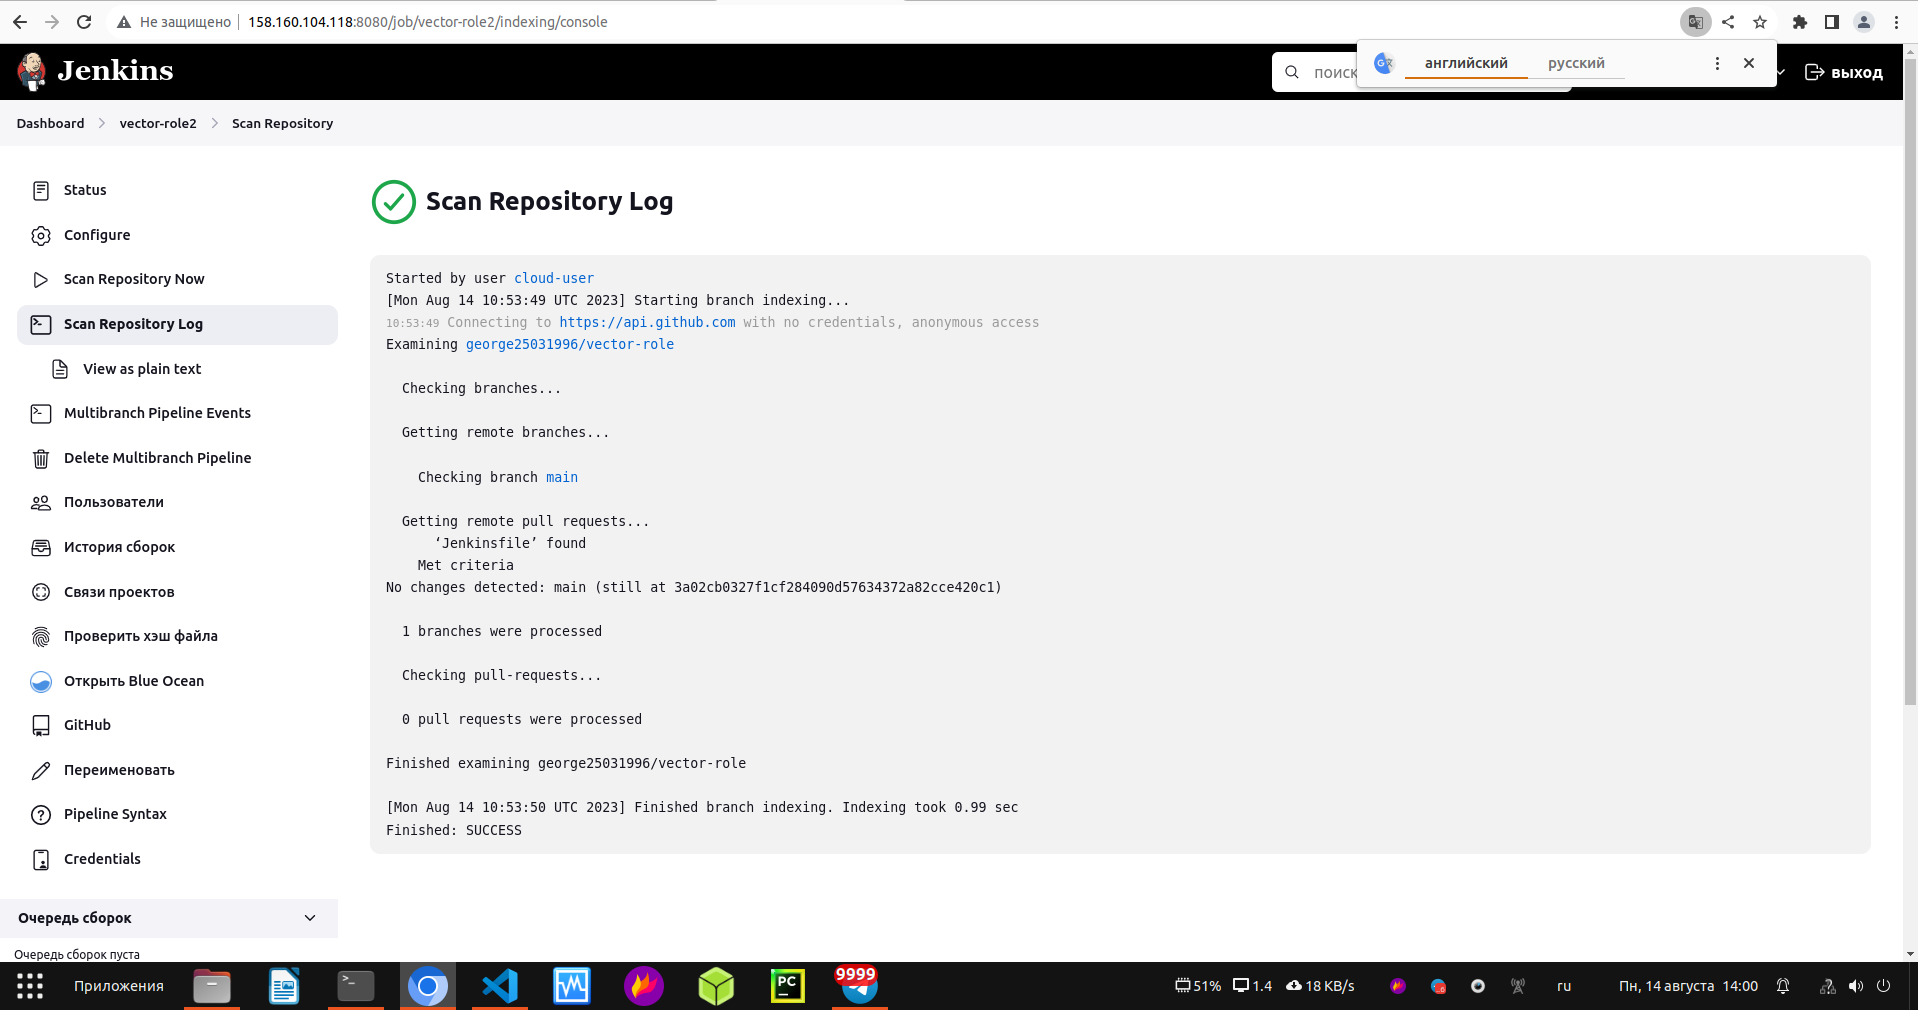 Не защищено
158.160.104.118:8080/job/vector-role2/indexing/console
Jenkins
поиск
английский
русский
выход
Dashboard
vector-role2
Scan Repository
Status
Configure
Scan Repository Now
Scan Repository Log
View as plain text
Multibranch Pipeline Events
Delete Multibranch Pipeline
Пользователи
История сборок
Связи проектов
Проверить хэш файла
Открыть Blue Ocean
GitHub
Переименовать
Pipeline Syntax
Credentials
Очередь сборок
Очередь сборок пуста
Scan Repository Log
Started by user cloud-user
[Mon Aug 14 10:53:49 UTC 2023] Starting branch indexing...
10:53:49 Connecting to https://api.github.com with no credentials, anonymous access
Examining george25031996/vector-role
Checking branches...
Getting remote branches...
Checking branch main
Getting remote pull requests...
‘Jenkinsfile’ found
Met criteria
No changes detected: main (still at 3a02cb0327f1cf284090d57634372a82cce420c1)
1 branches were processed
Checking pull-requests...
0 pull requests were processed
Finished examining george25031996/vector-role
[Mon Aug 14 10:53:50 UTC 2023] Finished branch indexing. Indexing took 0.99 sec
Finished: SUCCESS
Приложения
PC
9999
51%
1.4
18 KB/s
ru
Пн, 14 августа 14:00